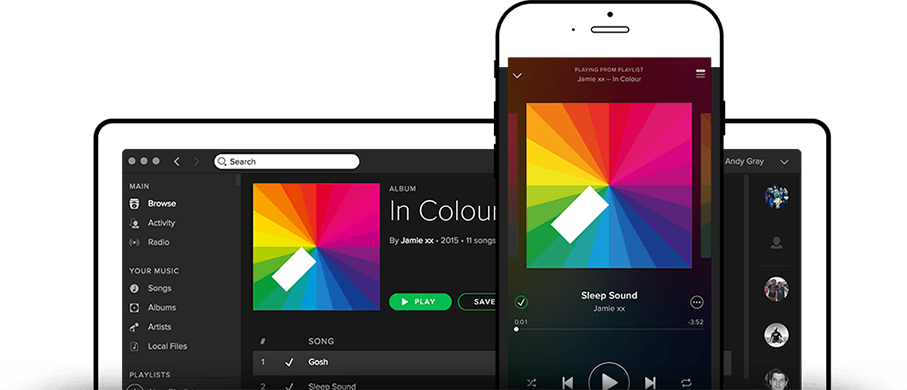 PLAYING FROM PLAYLIST
Jamie xx – In Colour
Search
Andy Gray
MAIN
Browse
Activity
Radio
YOUR MUSIC
Songs
Albums
Artists
Local Files
PLAYLISTS
ALBUM
In Colour
By Jamie xx • 2015 • 11 songs
PLAY
SAVE
# SONG
1 Gosh
2 Sleep Sound
Sleep Sound
Jamie xx
0:01
-3:52